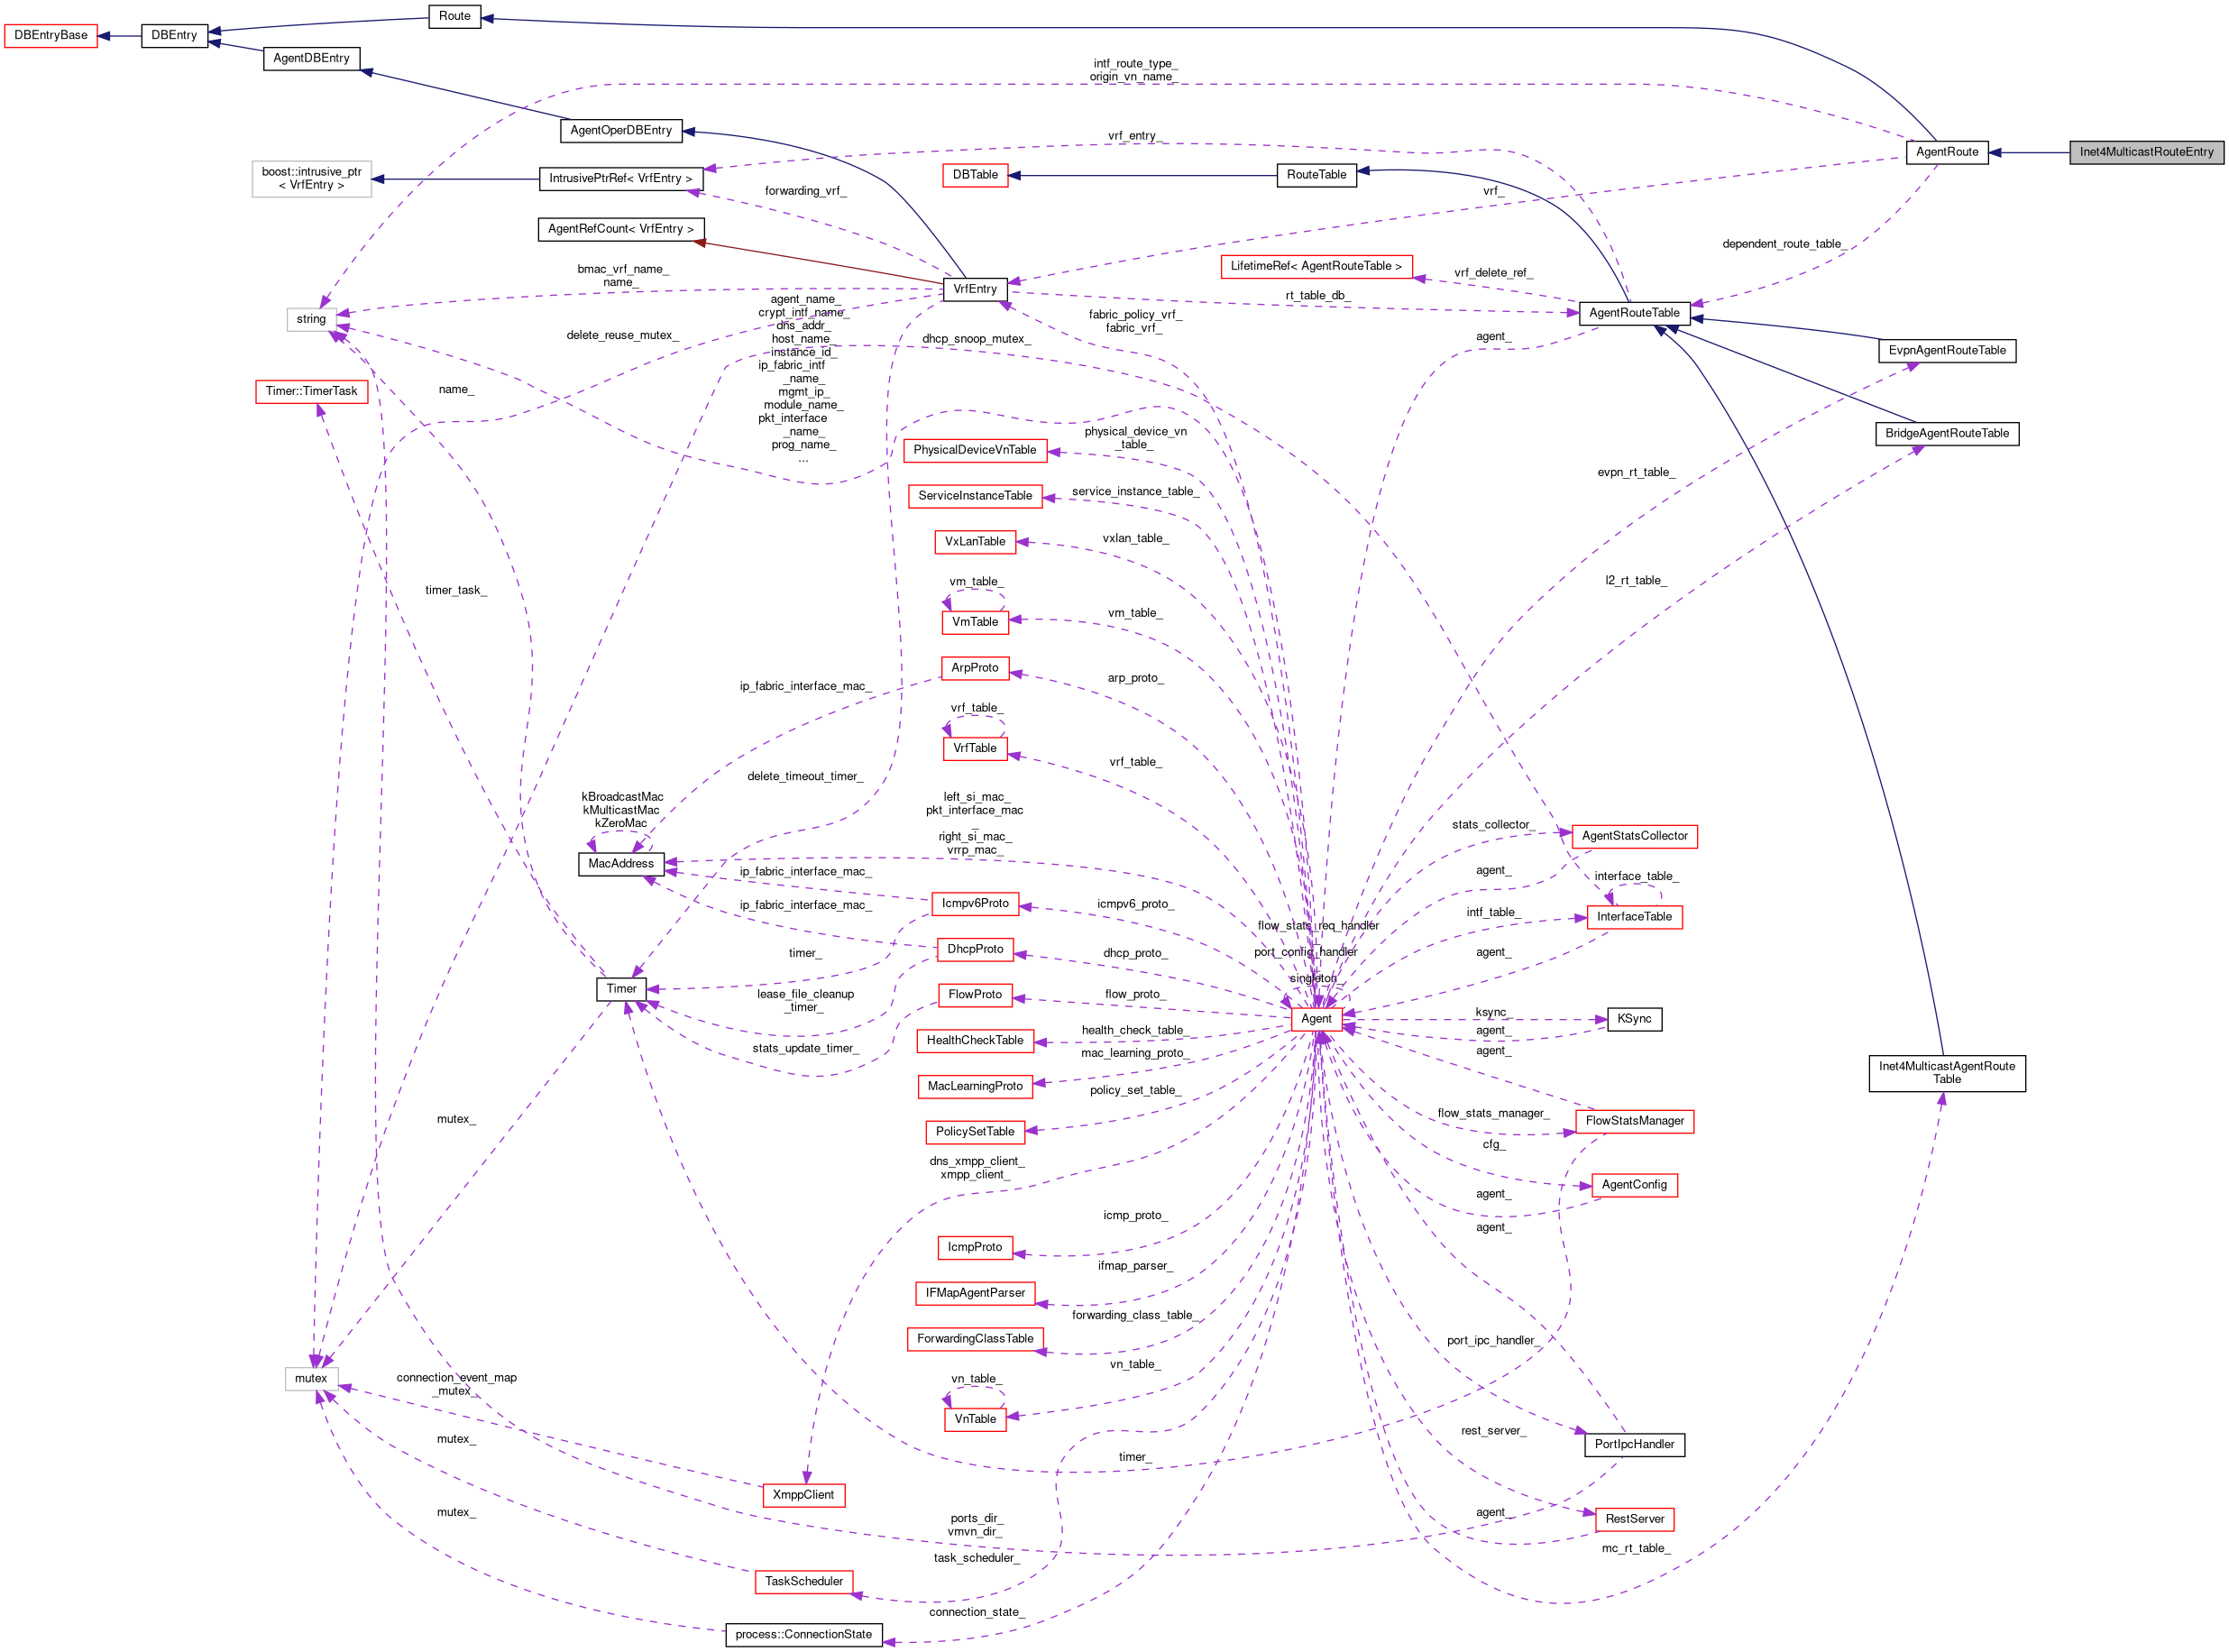 Route
DBEntryBase
DBEntry
AgentDBEntry
intf_route_type_
origin_vn_name_
AgentOperDBEntry
vrf_entry_
AgentRoute
Inet4MulticastRouteEntry
boost::intrusive_ptr
< VrfEntry >
IntrusivePtrRef< VrfEntry >
forwarding_vrf_
DBTable
RouteTable
vrf_
AgentRefCount< VrfEntry >
dependent_route_table_
LifetimeRef< AgentRouteTable >
vrf_delete_ref_
bmac_vrf_name_
name_
VrfEntry
rt_table_db_
AgentRouteTable
string
delete_reuse_mutex_
agent_name_
crypt_intf_name_
dns_addr_
host_name_
instance_id_
ip_fabric_intf
_name_
mgmt_ip_
module_name_
pkt_interface
_name_
prog_name_
...
dhcp_snoop_mutex_
fabric_policy_vrf_
fabric_vrf_
agent_
EvpnAgentRouteTable
Timer::TimerTask
name_
physical_device_vn
_table_
PhysicalDeviceVnTable
BridgeAgentRouteTable
evpn_rt_table_
ServiceInstanceTable
service_instance_table_
VxLanTable
vxlan_table_
timer_task_
vm_table_
VmTable
vm_table_
l2_rt_table_
ArpProto
arp_proto_
ip_fabric_interface_mac_
vrf_table_
VrfTable
vrf_table_
delete_timeout_timer_
kBroadcastMac
kMulticastMac
kZeroMac
MacAddress
left_si_mac_
pkt_interface_mac
_
right_si_mac_
vrrp_mac_
stats_collector_
AgentStatsCollector
ip_fabric_interface_mac_
agent_
interface_table_
Icmpv6Proto
icmpv6_proto_
ip_fabric_interface_mac_
intf_table_
InterfaceTable
flow_stats_req_handler
_
port_config_handler
_
singleton_
DhcpProto
dhcp_proto_
timer_
agent_
Timer
lease_file_cleanup
_timer_
FlowProto
flow_proto_
Agent
ksync_
KSync
HealthCheckTable
health_check_table_
agent_
stats_update_timer_
mac_learning_proto_
agent_
MacLearningProto
Inet4MulticastAgentRoute
Table
policy_set_table_
PolicySetTable
flow_stats_manager_
FlowStatsManager
mutex_
cfg_
dns_xmpp_client_
xmpp_client_
AgentConfig
agent_
icmp_proto_
agent_
IcmpProto
ifmap_parser_
IFMapAgentParser
forwarding_class_table_
ForwardingClassTable
port_ipc_handler_
vn_table_
mutex
connection_event_map
_mutex_
vn_table_
VnTable
rest_server_
PortIpcHandler
mutex_
timer_
XmppClient
mutex_
ports_dir_
vmvn_dir_
agent_
RestServer
task_scheduler_
mc_rt_table_
TaskScheduler
connection_state_
process::ConnectionState